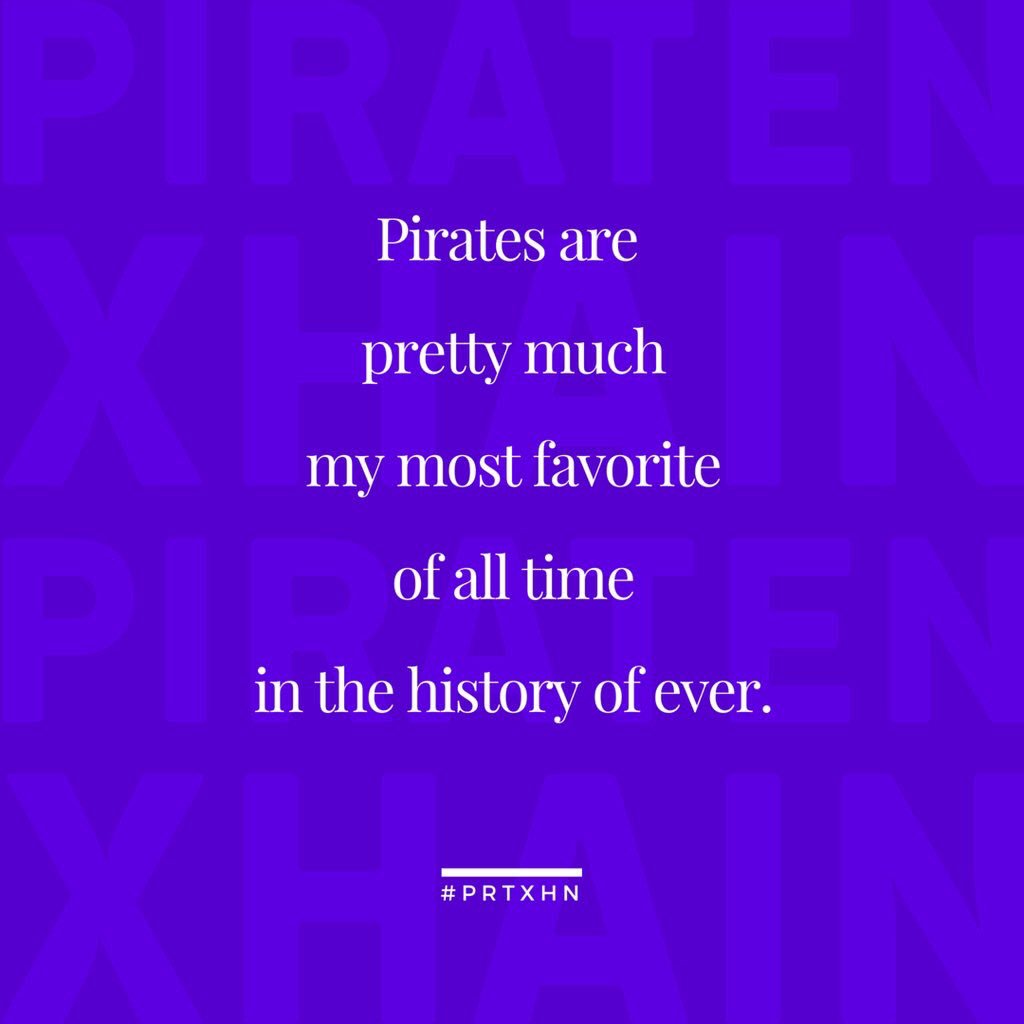 PIRATEN
XHAIN
PIRATEN
XHAIN
Pirates are
pretty much
my most favorite
of all time
in the history of ever.
#PRTXHN